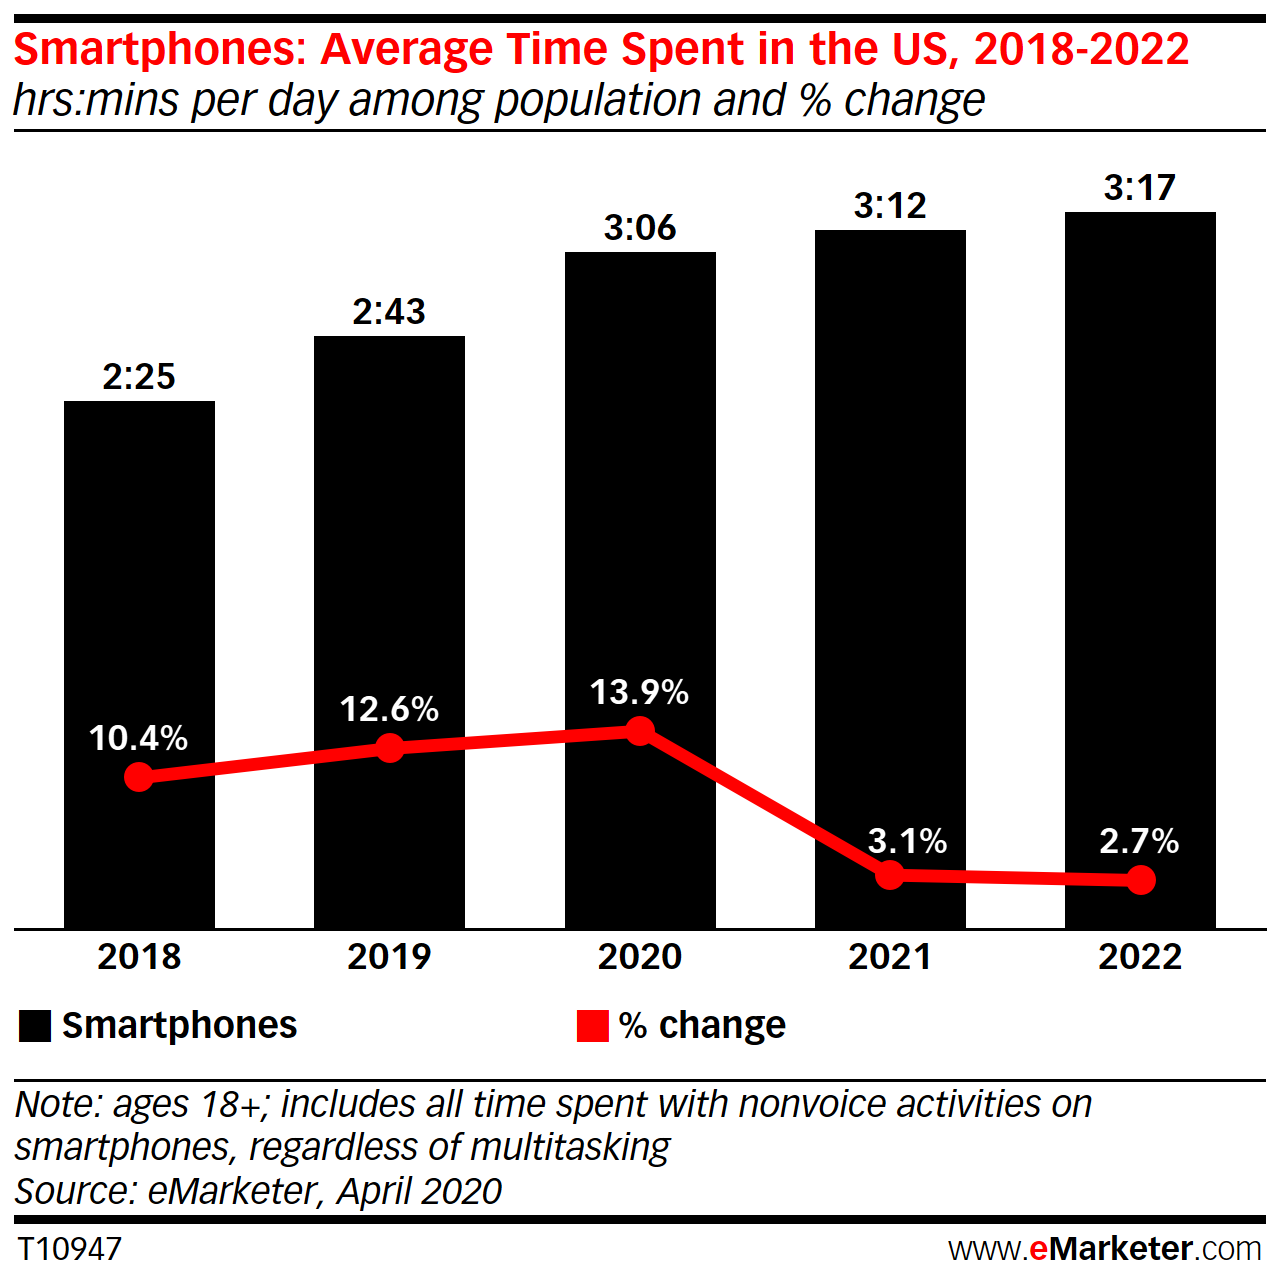 Smartphones: Average Time Spent in the US, 2018-2022
hrs:mins per day among population and % change
3:17
3:12
3:06
2:43
2:25
13.9%
12.6%
10.4%
3.1%
2.7%
2018 2019 2020 2021 2022
Smartphones % change
Note: ages 18+; includes all time spent with nonvoice activities on
smartphones, regardless of multitasking
Source: eMarketer, April 2020
T10947 www.eMarketer.com